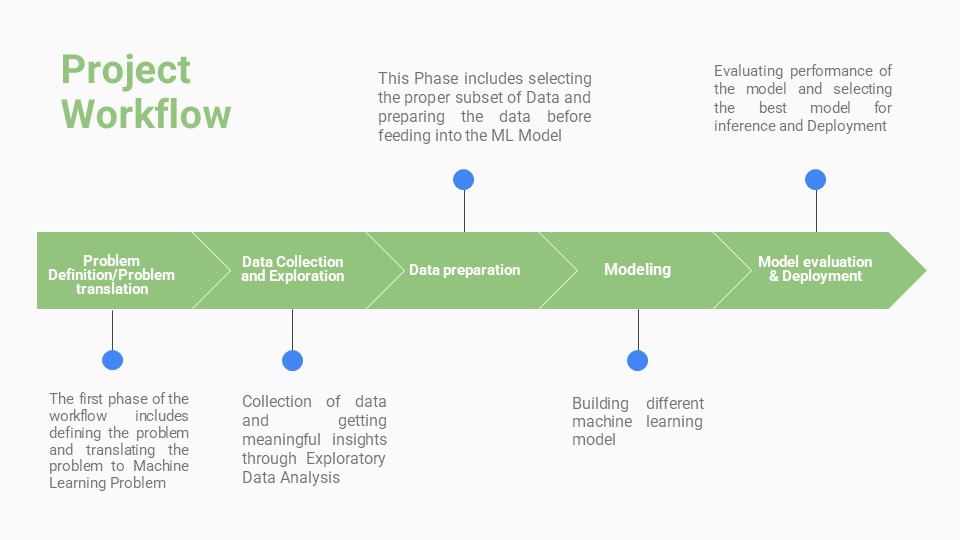 Project
Workflow
This Phase includes selecting
the proper subset of Data and
preparing the data before
feeding into the ML Model
Evaluating performance of
the model and selecting
the best model for
inference and Deployment
Problem
Definition/Problem
translation
Data Collection
and Exploration
Data preparation
Modeling
Model evaluation
& Deployment
The first phase of the
workflow includes
defining the problem
and translating the
problem to Machine
Learning Problem
Collection of data
and getting
meaningful insights
through Exploratory
Data Analysis
Building different
machine learning
model